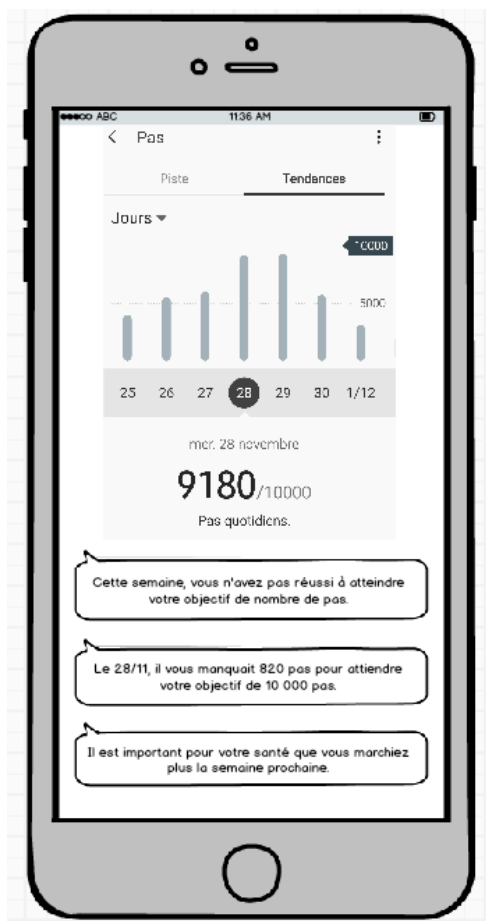 ABC 11:36 AM
Pas
Piste Tendances
Jours
10000
5000
25 26 27 28 29 30 1/12
mer. 28 novembre
9180/10000
Pas quotidiens.
Cette semaine, vous n'avez pas réussi à atteindre
votre objectif de nombre de pas.
Le 28/11, il vous manquait 820 pas pour attiendre
votre objectif de 10 000 pas.
Il est important pour votre santé que vous marchiez
plus la semaine prochaine.